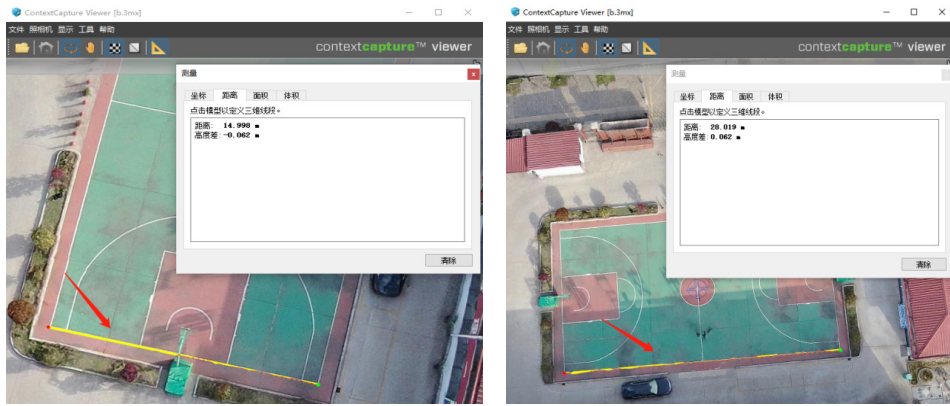 ContextCapture Viewer [b.3mx]
文件 照相机 显示 工具 帮助
contextcapture™ viewer
测量
坐标 距离 面积 体积
点击模型以定义三维线段。
距离: 14.998 m
高度差:-0.062 m
清除
ContextCapture Viewer [b.3mx]
文件 照相机 显示 工具 帮助
contextcapture™ viewer
测量
坐标 距离 面积 体积
点击模型以定义三维线段。
距离: 28.019 m
高度差:0.062 m
清除